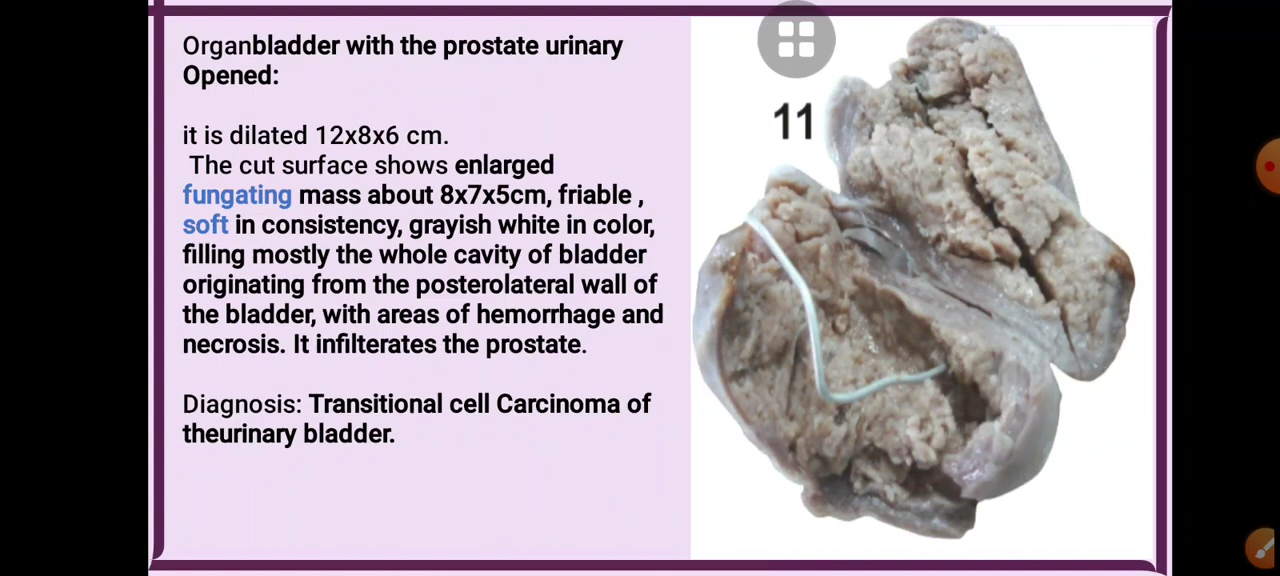 Organbladder with the prostate urinary
Opened:
it is dilated 12x8x6 cm.
The cut surface shows enlarged
fungating mass about 8x7x5cm, friable ,
soft in consistency, grayish white in color,
filling mostly the whole cavity of bladder
originating from the posterolateral wall of
the bladder, with areas of hemorrhage and
necrosis. It infilterates the prostate.
Diagnosis: Transitional cell Carcinoma of
theurinary bladder.
11